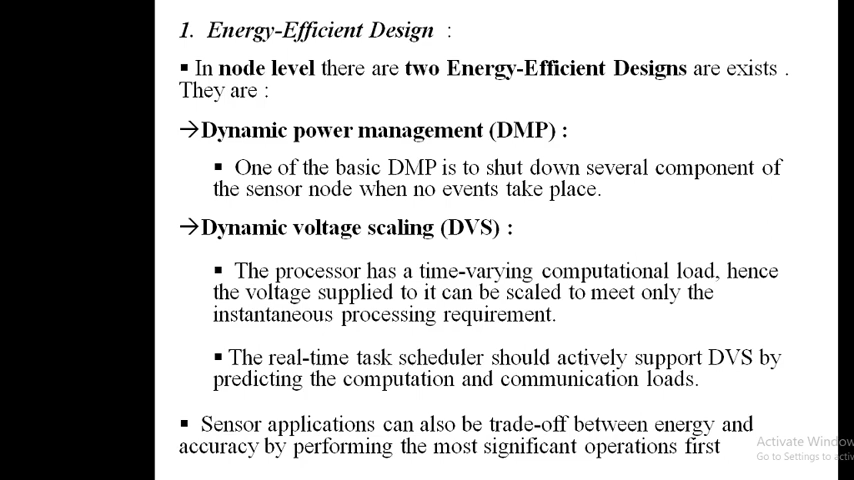 1. Energy-Efficient Design :
▪ In node level there are two Energy-Efficient Designs are exists .
They are :
→Dynamic power management (DMP) :
▪ One of the basic DMP is to shut down several component of
the sensor node when no events take place.
→Dynamic voltage scaling (DVS) :
▪ The processor has a time-varying computational load, hence
the voltage supplied to it can be scaled to meet only the
instantaneous processing requirement.
▪ The real-time task scheduler should actively support DVS by
predicting the computation and communication loads.
▪ Sensor applications can also be trade-off between energy and
accuracy by performing the most significant operations first
Activate Window
Go to Settings to activ